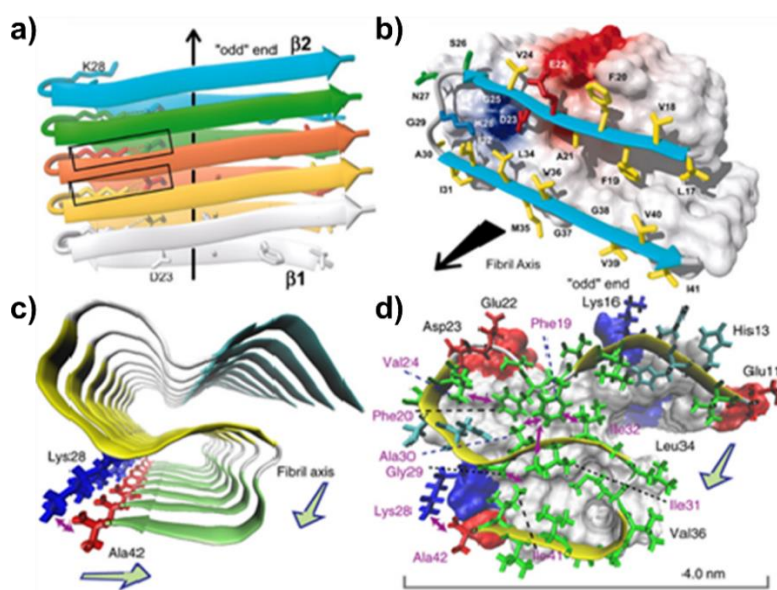 a)
"odd" end
β2
K28
D23
β1
b)
S26
V24
E22
N27
F20
G25
V18
G29
D23
A30
L34
A21
I31
V36
F19
L17
G38
V40
M35
G37
Fibril Axis
V39
I41
"odd" end
c)
Lys28
Fibril axis
Ala42
d)
Glu22
Lys16
Asp23
Phe19
His13
Val24
Glu11
Phe20
Ile32
Ala30
Leu34
Gly29
Ile31
Lys28
Val36
Ala42
Ile41
-4.0 nm